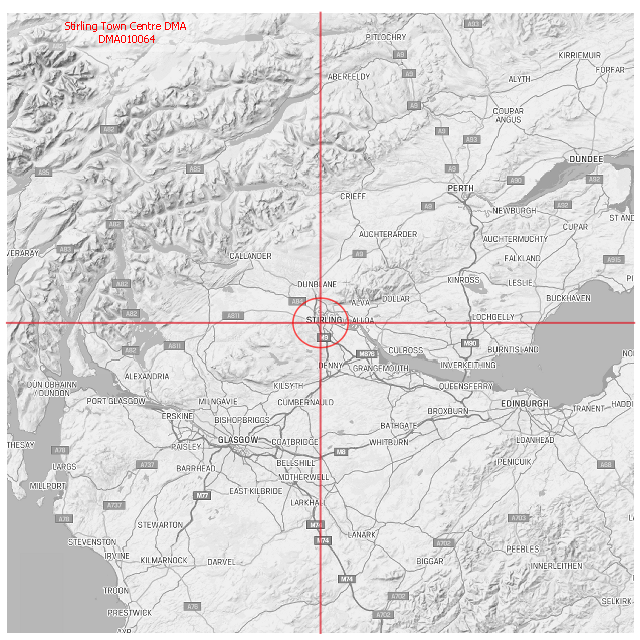 Stirling Town Centre DMA
DMA010064
A93
PITLOCHRY
A9
KIRRIEMUIR
FORFAR
A9
ABERFELDY
ALYTH
A9
COUPAR
ANGUS
A82
A9
A93
DUNDEE
A85
A85
A9
A90
A92
PERTH
CRIEFF
A9
A92
NEWBURGH
ST AND
A82
CUPAR
AUCHTERARDER
AUCHTERMUCHTY
VERARAY
A83
A9
CALLANDER
FALKLAND
A915
KINROSS
LESLIE
PI
A82
DUNBLANE
BUCKHAVEN
A84
ALVA
DOLLAR
A82
A811
STIRLING
ALLOA
LOCHGELLY
M9
A811
A82
M90
BURNTISLAND
CULROSS
M876
DENNY
GRANGEMOUTH
INVERKEITHING
ALEXANDRIA
DUNOON
KILSYTH
QUEENSFERRY
PORT GLASGOW
MILNGAVIE
CUMBERNAULD
EDINBURGH
HADD
ERSKINE
BISHOPBRIGGS
BROXBURN
TRANENT
BATHGATE
THESAY
PAISLEY
GLASGOW
COATBRIDGE
WHITBURN
LOANHEAD
A78
M8
LARGS
A737
BARRHEAD
BELLSHILL
PENICUIK
A68
MOTHERWELL
MILLPORT
M77
EAST KILBRIDE
A737
LARKHALL
A78
STEWARTON
M74
A703
LANARK
STEVENSTON
M74
A702
PEEBLES
IRVINE
KILMARNOCK
DARVEL
BIGGAR
INNERLEITHEN
M74
TROON
A702
SELKIRK
A76
PRESTWICK
A702
AYR